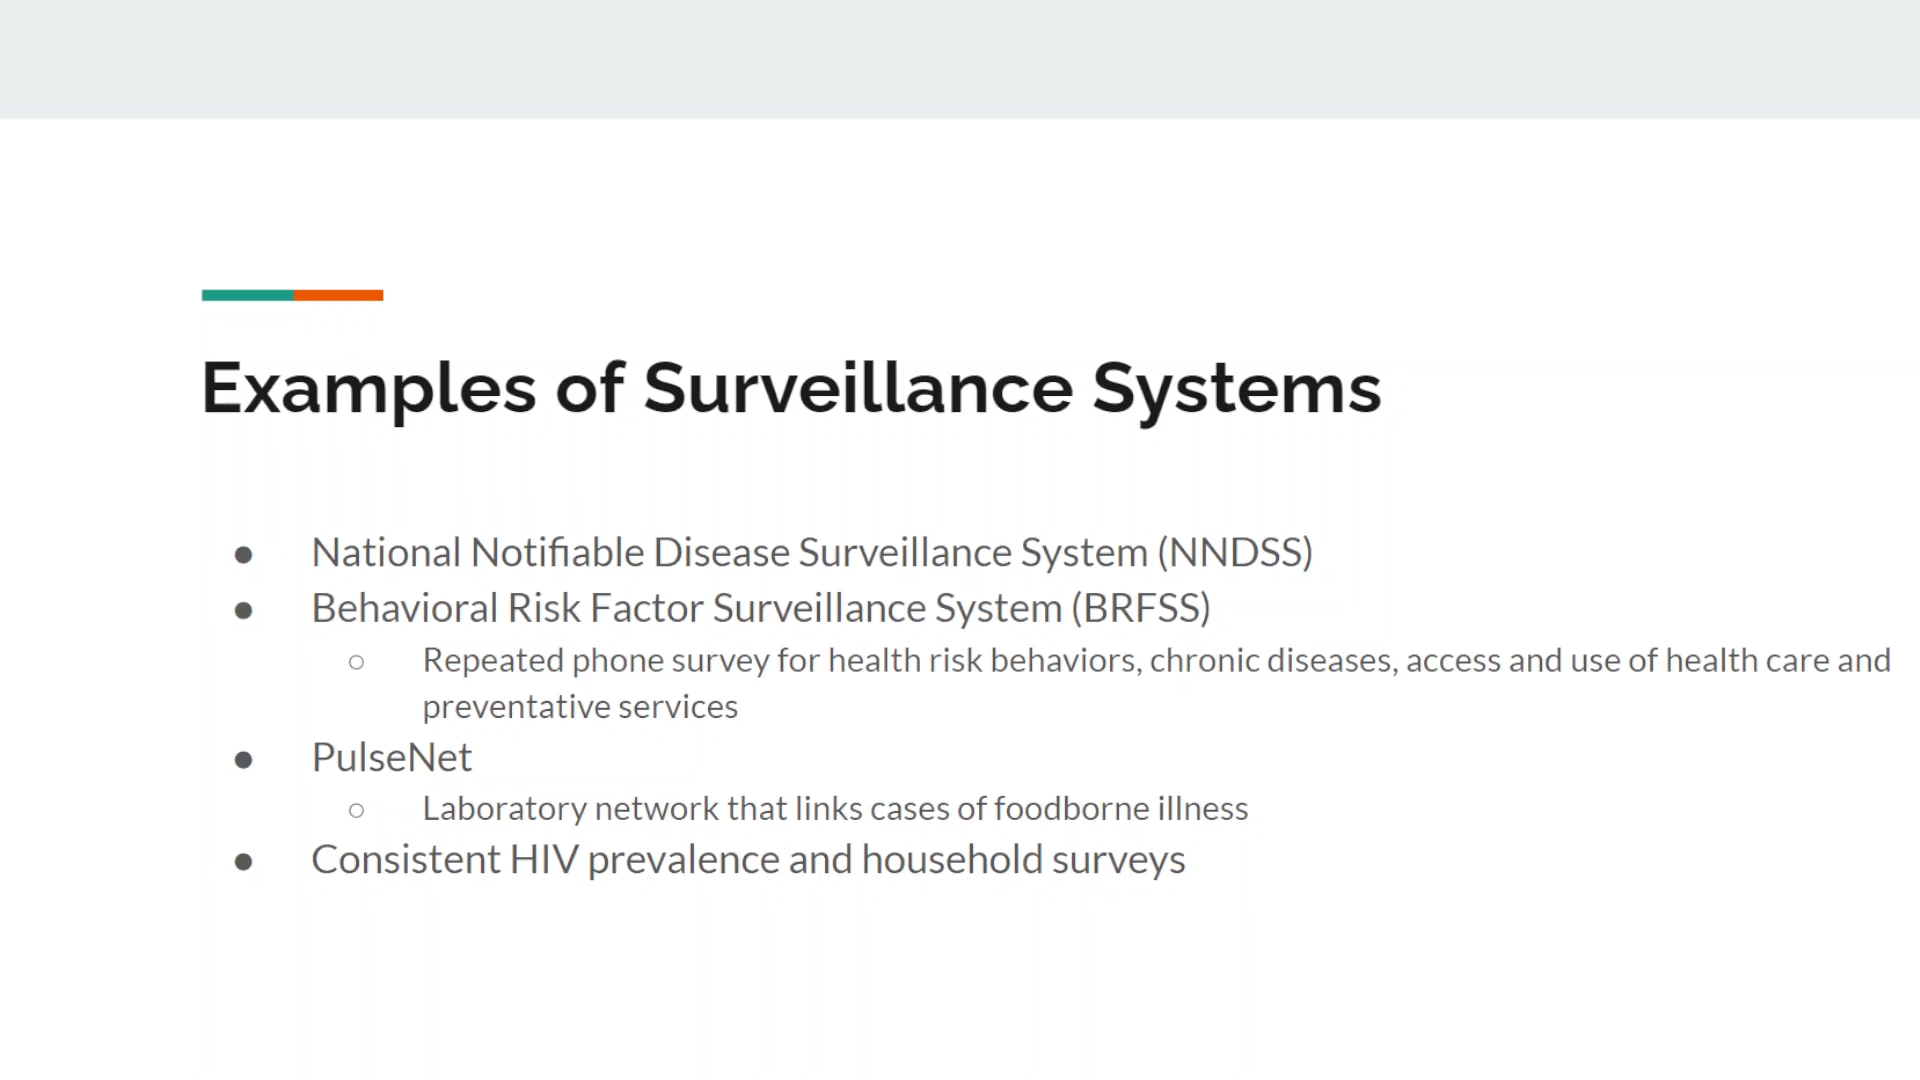 Examples of Surveillance Systems
● National Notifiable Disease Surveillance System (NNDSS)
● Behavioral Risk Factor Surveillance System (BRFSS)
○ Repeated phone survey for health risk behaviors, chronic diseases, access and use of health care and
preventative services
● PulseNet
○ Laboratory network that links cases of foodborne illness
● Consistent HIV prevalence and household surveys